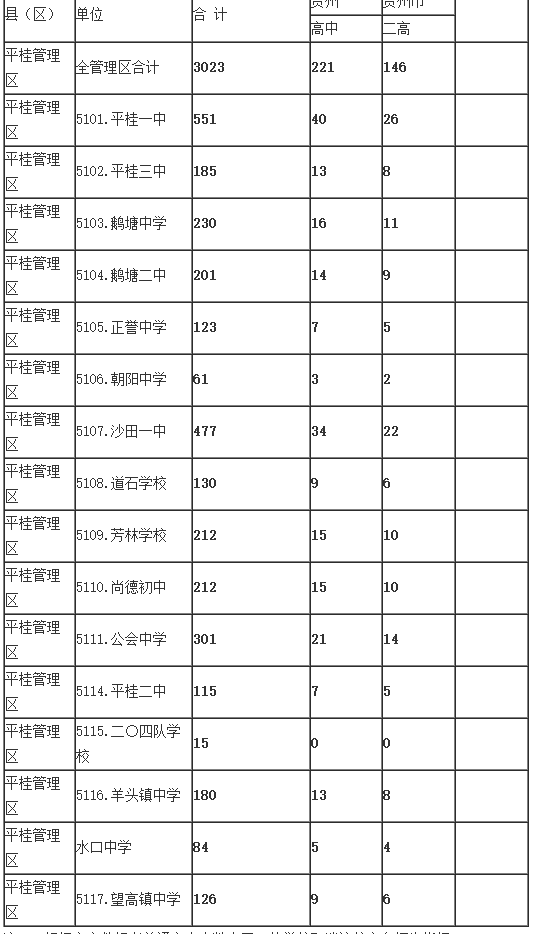 县（区） 单位 合 计 贺州 贺州市
高中 二高
平桂管理区 全管理区合计 3023 221 146
平桂管理区 5101.平桂一中 551 40 26
平桂管理区 5102.平桂三中 185 13 8
平桂管理区 5103.鹅塘中学 230 16 11
平桂管理区 5104.鹅塘二中 201 14 9
平桂管理区 5105.正誉中学 123 7 5
平桂管理区 5106.朝阳中学 61 3 2
平桂管理区 5107.沙田一中 477 34 22
平桂管理区 5108.道石学校 130 9 6
平桂管理区 5109.芳林学校 212 15 10
平桂管理区 5110.尚德初中 212 15 10
平桂管理区 5111.公会中学 301 21 14
平桂管理区 5114.平桂二中 115 7 5
平桂管理区 5115.二〇四队学校 15 0 0
平桂管理区 5116.羊头镇中学 180 13 8
平桂管理区 水口中学 84 5 4
平桂管理区 5117.望高镇中学 126 9 6